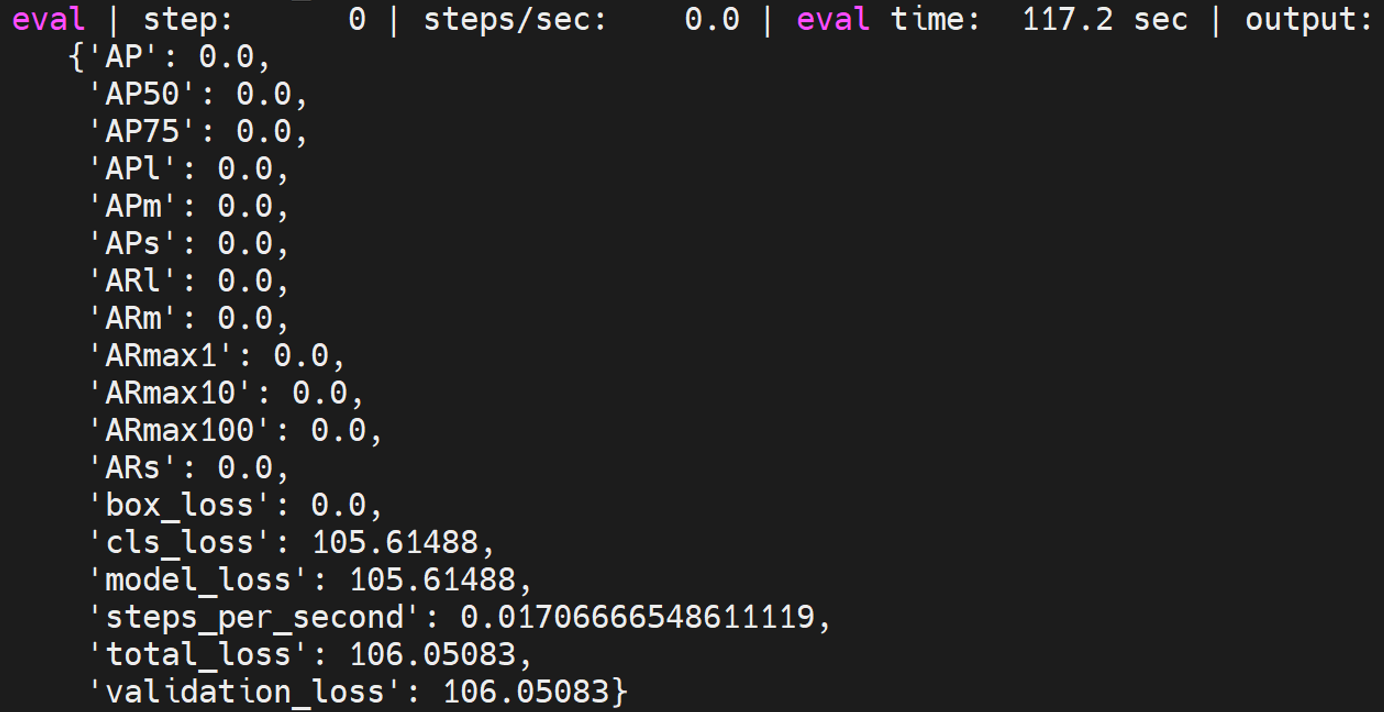 eval | step:      0 | steps/sec:    0.0 | eval time:  117.2 sec | output:
{'AP': 0.0,
'AP50': 0.0,
'AP75': 0.0,
'APl': 0.0,
'APm': 0.0,
'APs': 0.0,
'ARl': 0.0,
'ARm': 0.0,
'ARmax1': 0.0,
'ARmax10': 0.0,
'ARmax100': 0.0,
'ARs': 0.0,
'box_loss': 0.0,
'cls_loss': 105.61488,
'model_loss': 105.61488,
'steps_per_second': 0.01706666548611119,
'total_loss': 106.05083,
'validation_loss': 106.05083}